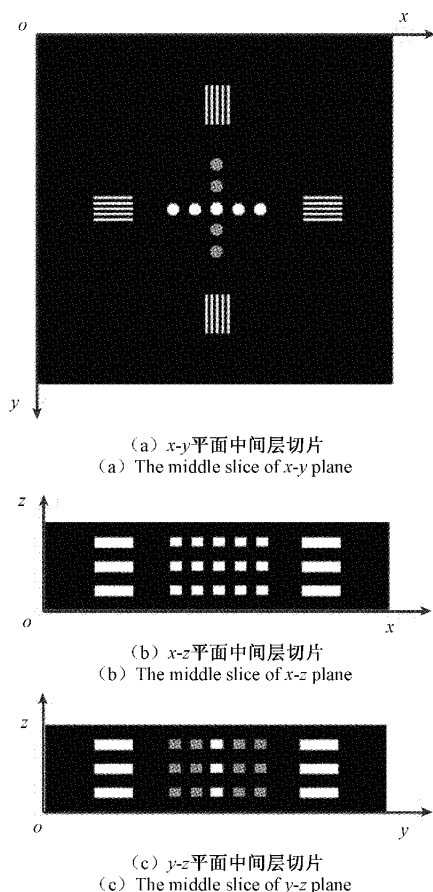 o
x
y
（a）x-y平面中间层切片
（a）The middle slice of x-y plane
z
o
x
（b）x-z平面中间层切片
（b）The middle slice of x-z plane
z
o
y
（c）y-z平面中间层切片
（c）The middle slice of y-z plane